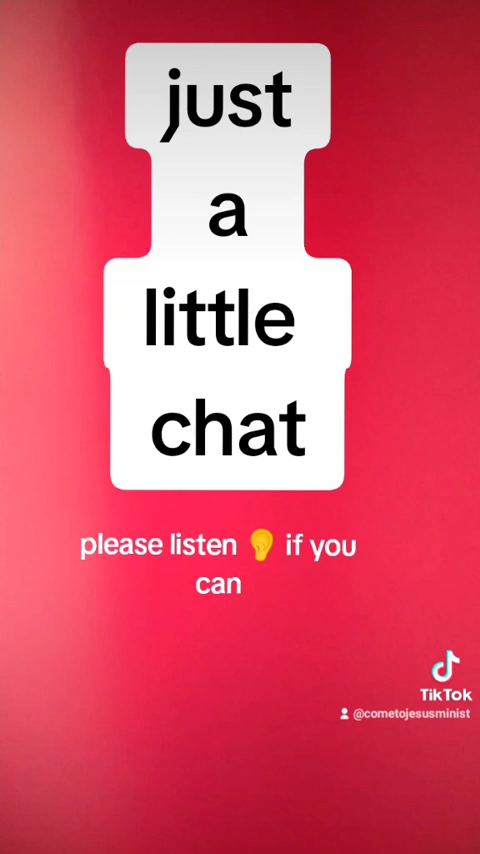 just
a
little
chat
please listen 👂 if you
can
TikTok
@cometojesusminist